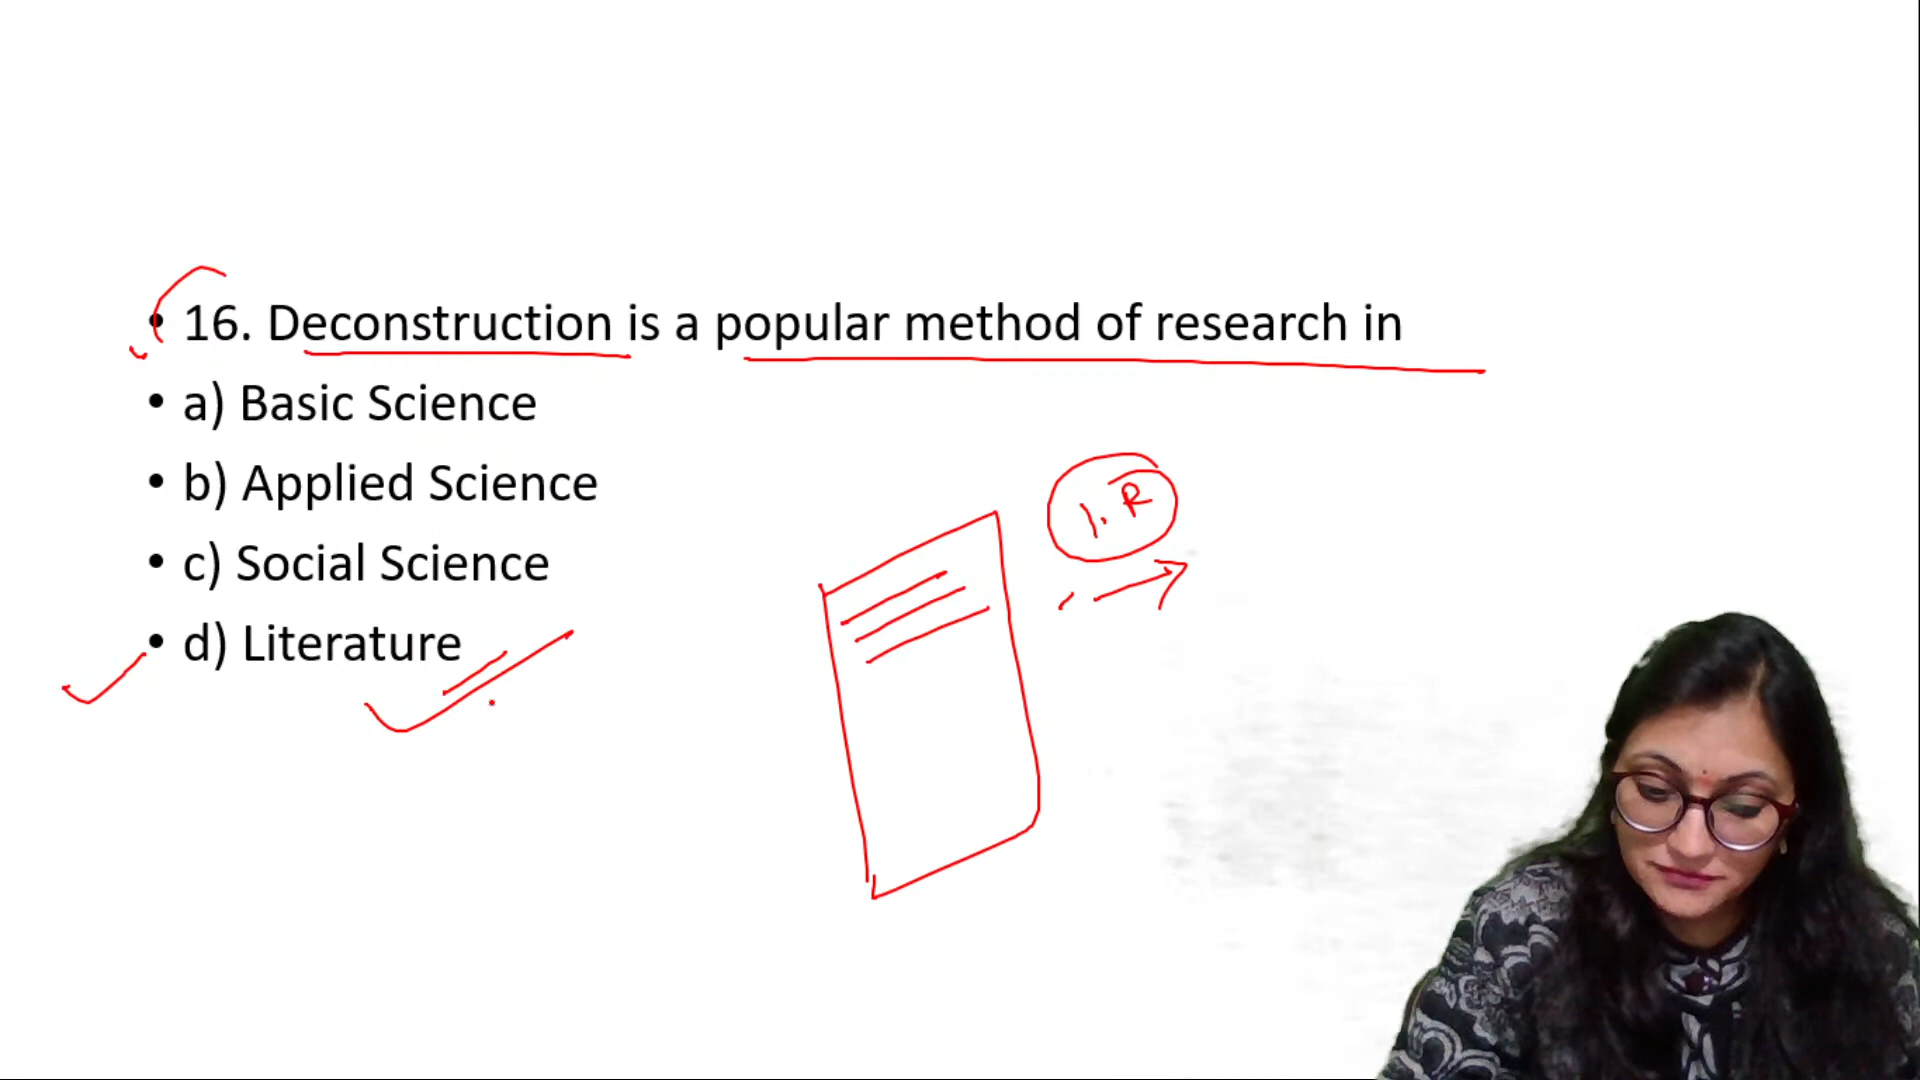 • 16. Deconstruction is a popular method of research in
• a) Basic Science
• b) Applied Science
• c) Social Science
• d) Literature
1. R